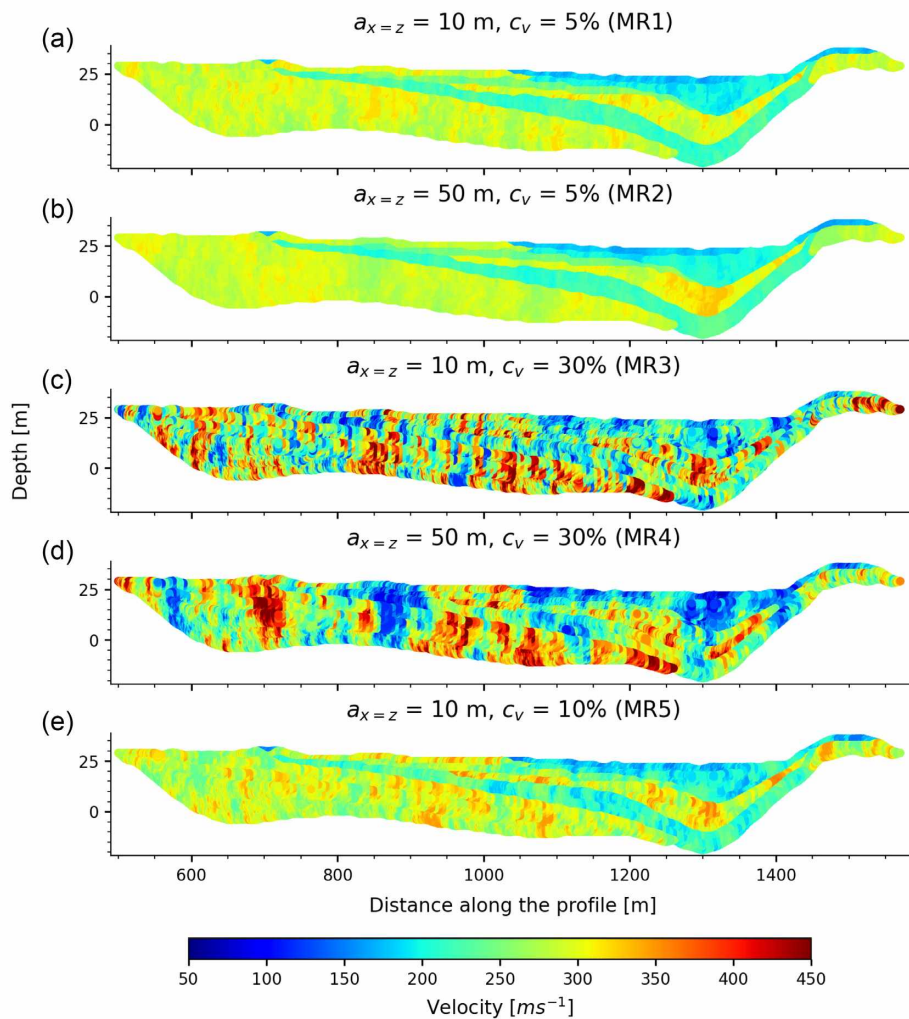 (a) a_{x=z} = 10 m, c_v = 5% (MR1)
25
0
(b) a_{x=z} = 50 m, c_v = 5% (MR2)
25
0
(c) a_{x=z} = 10 m, c_v = 30% (MR3)
25
0
Depth [m]
(d) a_{x=z} = 50 m, c_v = 30% (MR4)
25
0
(e) a_{x=z} = 10 m, c_v = 10% (MR5)
25
0
600 800 1000 1200 1400
Distance along the profile [m]
50 100 150 200 250 300 350 400 450
Velocity [ms⁻¹]